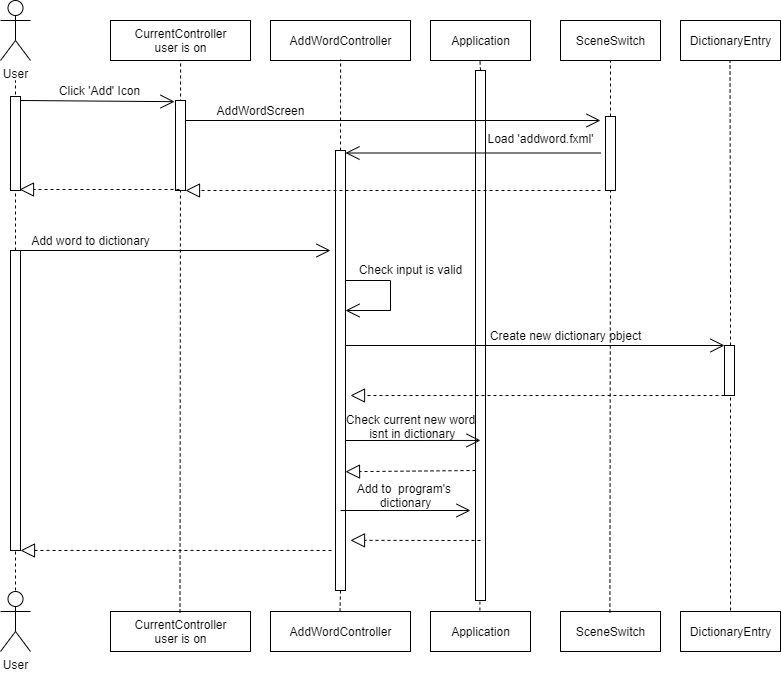 User
CurrentController
user is on
AddWordController
Application
SceneSwitch
DictionaryEntry
Click 'Add' Icon
AddWordScreen
Load 'addword.fxml'
Add word to dictionary
Check input is valid
Create new dictionary object
Check current new word
isnt in dictionary
Add to program's
dictionary
User
CurrentController
user is on
AddWordController
Application
SceneSwitch
DictionaryEntry